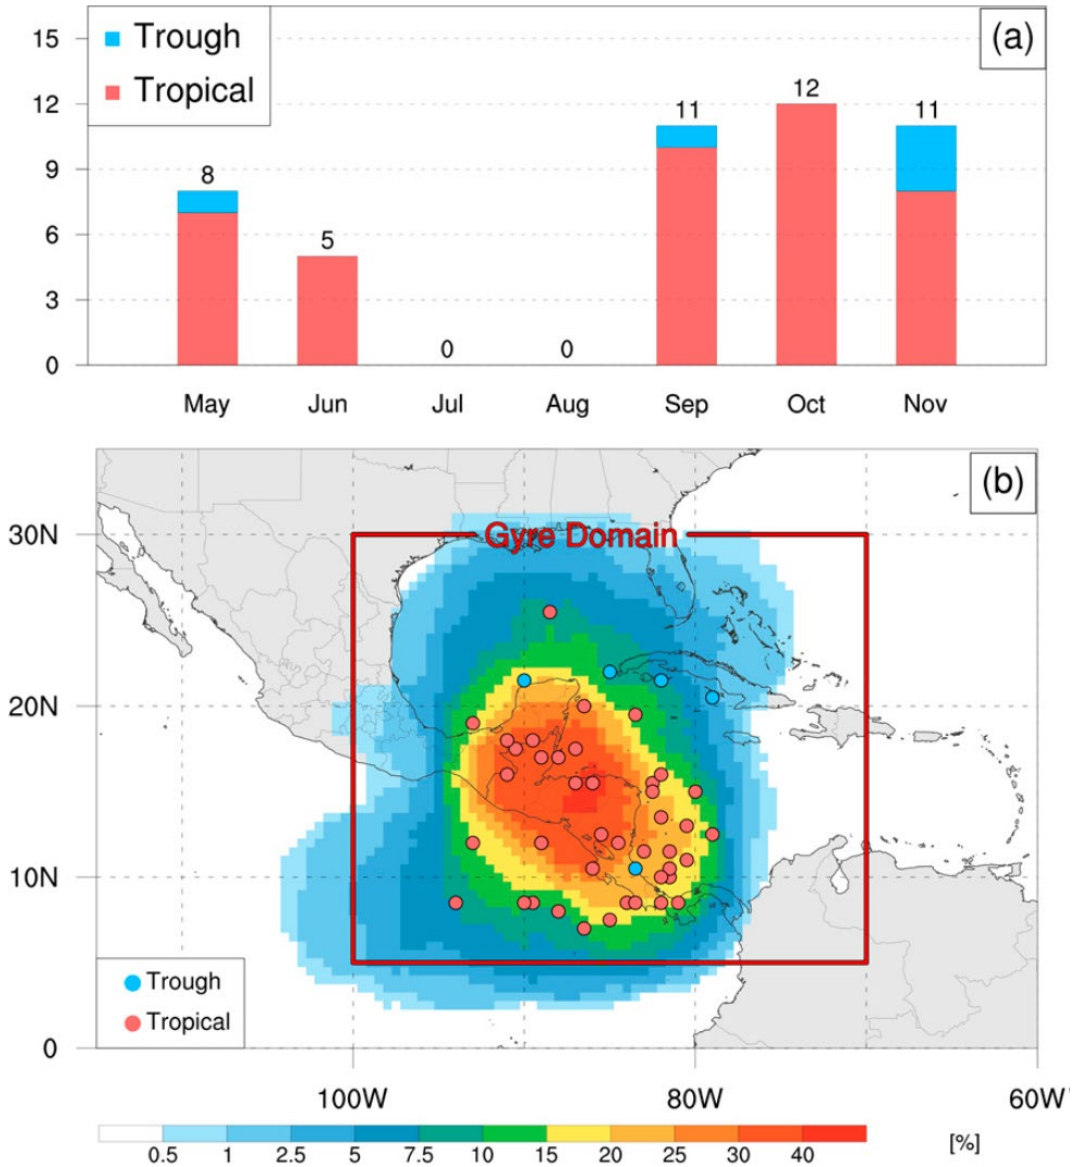 15
Trough
(a)
12
Tropical
12
11
11
9
8
6
5
3
0
0
0
May Jun Jul Aug Sep Oct Nov
(b)
30N
Gyre Domain
20N
10N
Trough
Tropical
0
100W 80W 60W
0.5 1 2.5 5 7.5 10 15 20 25 30 40 [%]